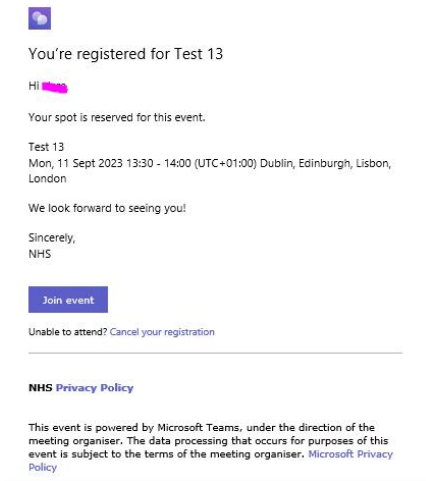 You're registered for Test 13
Hi
Your spot is reserved for this event.
Test 13
Mon, 11 Sept 2023 13:30 - 14:00 (UTC+01:00) Dublin, Edinburgh, Lisbon,
London
We look forward to seeing you!
Sincerely,
NHS
Join event
Unable to attend? Cancel your registration
NHS Privacy Policy
This event is powered by Microsoft Teams, under the direction of the
meeting organiser. The data processing that occurs for purposes of this
event is subject to the terms of the meeting organiser. Microsoft Privacy
Policy